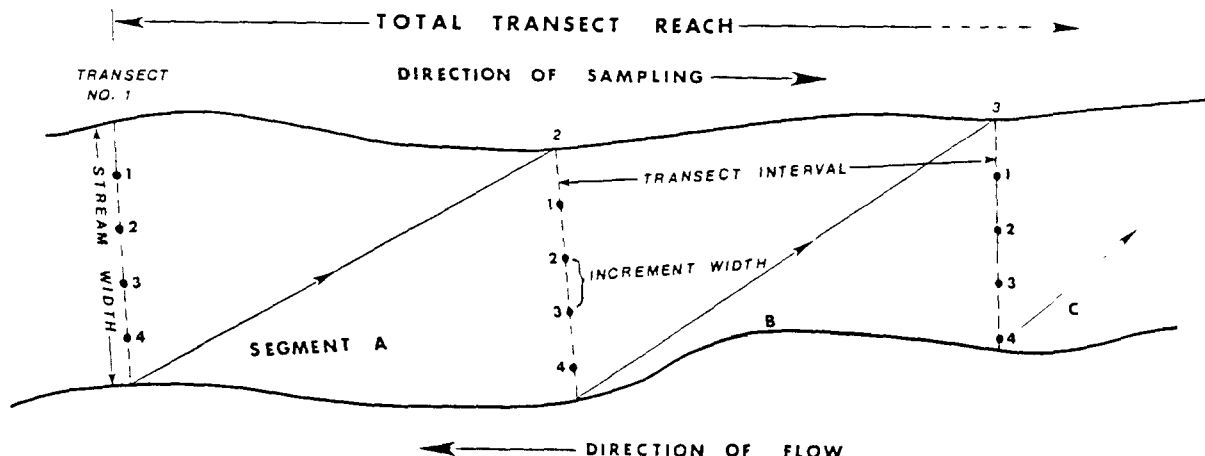 TOTAL TRANSECT REACH
DIRECTION OF SAMPLING
TRANSECT
NO. 1
2
3
STREAM WIDTH
1
2
3
4
SEGMENT A
1
2
3
4
INCREMENT WIDTH
TRANSECT INTERVAL
B
1
2
3
4
C
DIRECTION OF FLOW